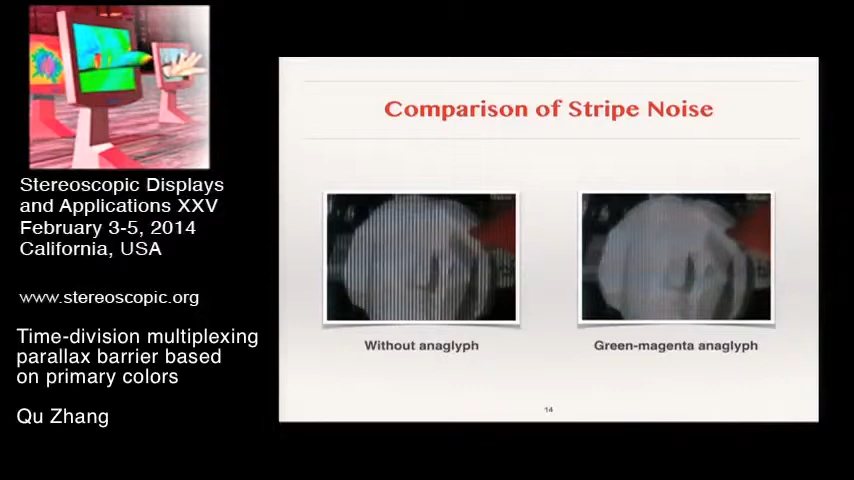 Stereoscopic Displays
and Applications XXV
February 3-5, 2014
California, USA
www.stereoscopic.org
Time-division multiplexing
parallax barrier based
on primary colors
Qu Zhang
Comparison of Stripe Noise
Without anaglyph
Green-magenta anaglyph
14